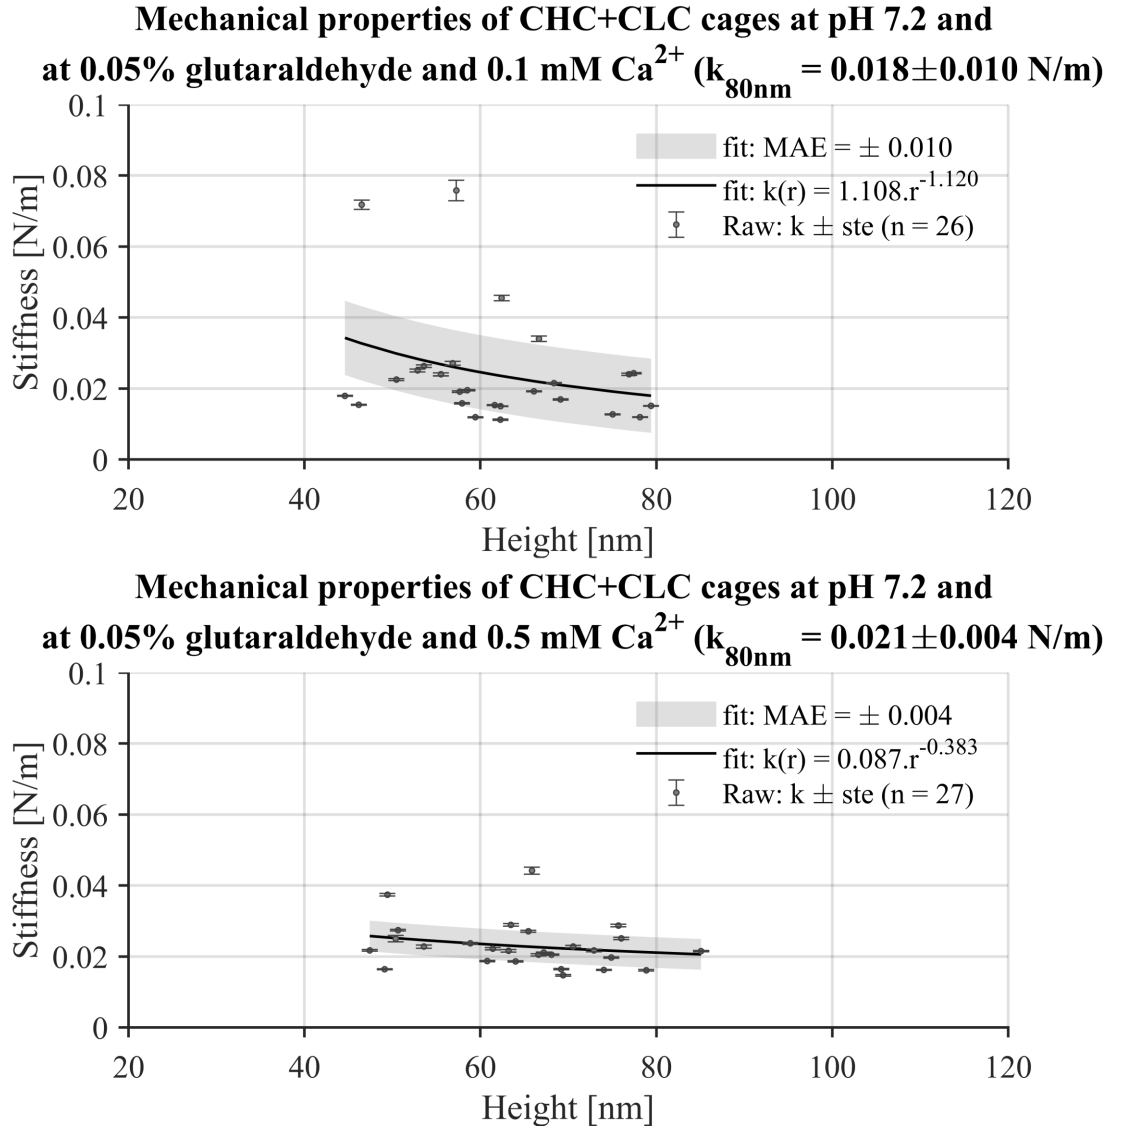 Mechanical properties of CHC+CLC cages at pH 7.2 and
at 0.05% glutaraldehyde and 0.1 mM Ca2+ (k80nm = 0.018±0.010 N/m)
0.1
0.08
0.06
0.04
0.02
0
Stiffness [N/m]
fit: MAE = ± 0.010
fit: k(r) = 1.108.r-1.120
Raw: k ± ste (n = 26)
20 40 60 80 100 120
Height [nm]
Mechanical properties of CHC+CLC cages at pH 7.2 and
at 0.05% glutaraldehyde and 0.5 mM Ca2+ (k80nm = 0.021±0.004 N/m)
0.1
0.08
0.06
0.04
0.02
0
Stiffness [N/m]
fit: MAE = ± 0.004
fit: k(r) = 0.087.r-0.383
Raw: k ± ste (n = 27)
20 40 60 80 100 120
Height [nm]